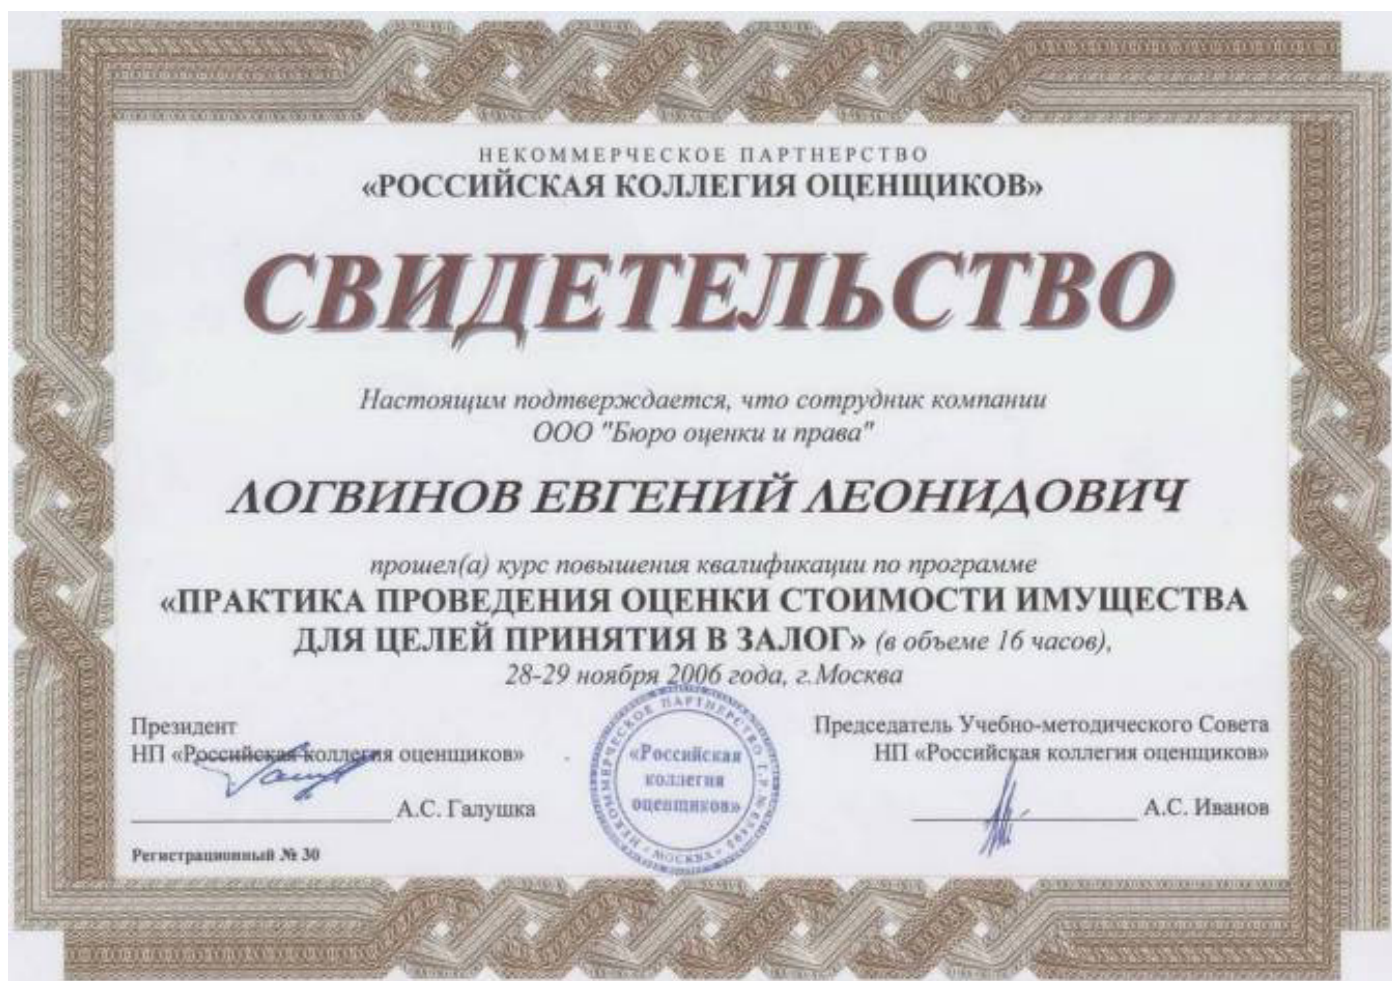 НЕКОММЕРЧЕСКОЕ ПАРТНЕРСТВО
«РОССИЙСКАЯ КОЛЛЕГИЯ ОЦЕНЩИКОВ»
СВИДЕТЕЛЬСТВО
Настоящим подтверждается, что сотрудник компании
ООО "Бюро оценки и права"
ЛОГВИНОВ ЕВГЕНИЙ ЛЕОНИДОВИЧ
прошел(а) курс повышения квалификации по программе
«ПРАКТИКА ПРОВЕДЕНИЯ ОЦЕНКИ СТОИМОСТИ ИМУЩЕСТВА
ДЛЯ ЦЕЛЕЙ ПРИНЯТИЯ В ЗАЛОГ» (в объеме 16 часов),
28-29 ноября 2006 года, г.Москва
Президент
НП «Российская коллегия оценщиков»
А.С. Галушка
Регистрационный № 30
НЕКОММЕРЧЕСКОЕ ПАРТНЕРСТВО
МОСКВА
«Российская
коллегия
оценщиков»
Председатель Учебно-методического Совета
НП «Российская коллегия оценщиков»
А.С. Иванов